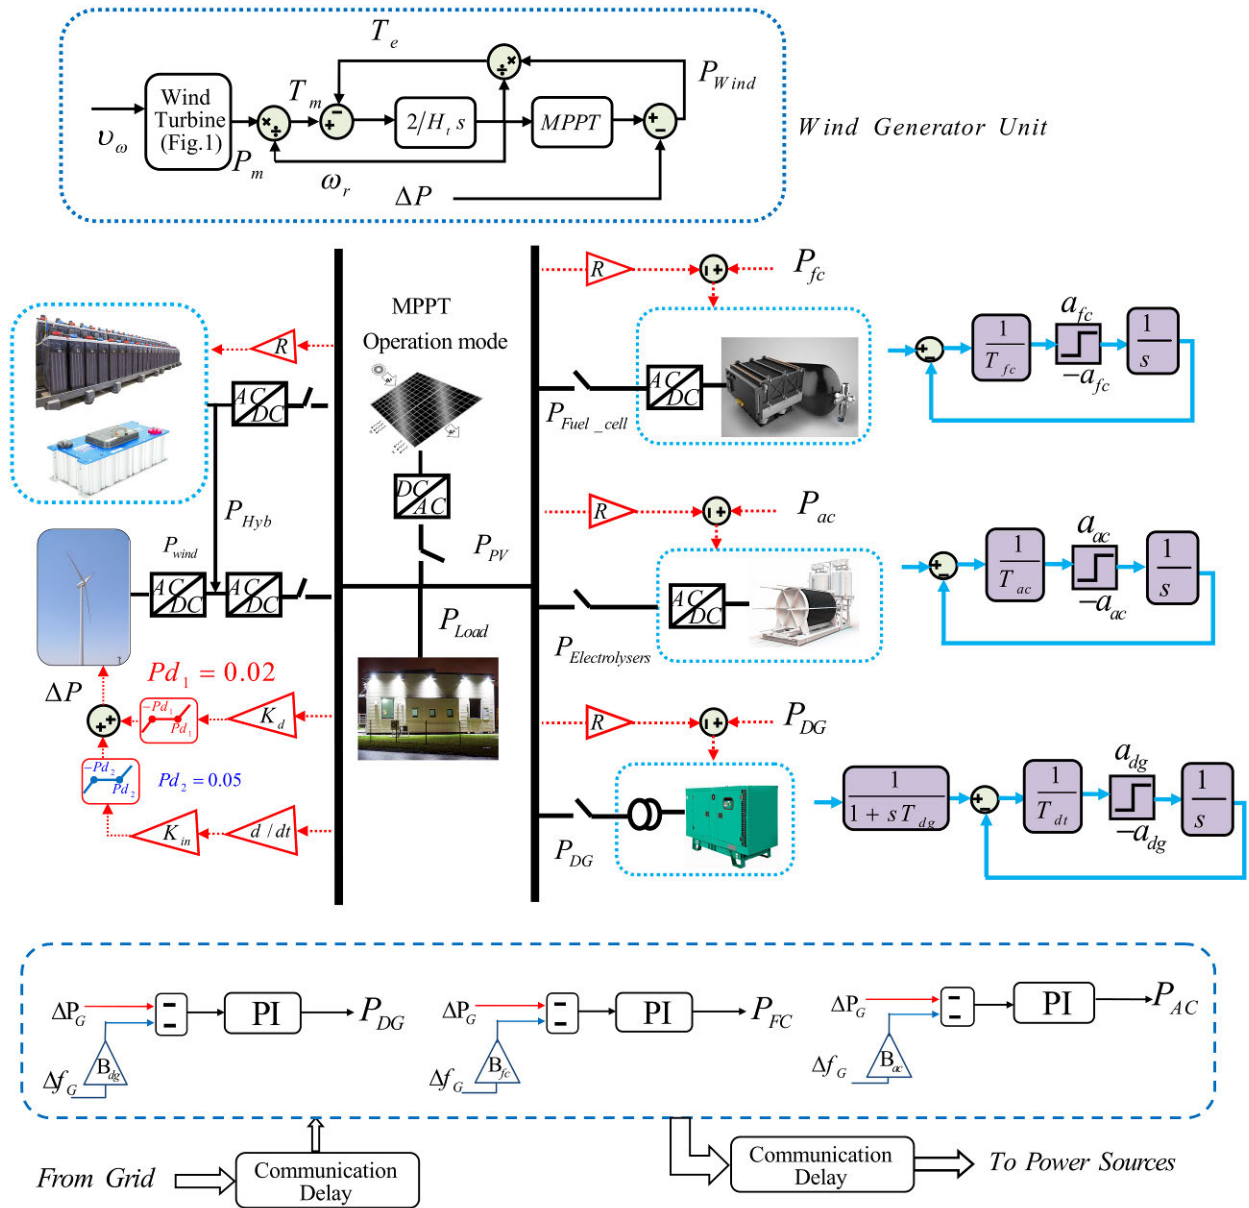 T_e
P_Wind
Wind
Turbine
(Fig.1)
T_m
2/H_t s
MPPT
υ_ω
P_m
ω_r
ΔP
Wind Generator Unit
R
P_fc
MPPT
Operation mode
AC
DC
P_Fuel_cell
AC
DC
1
T_fc
a_fc
-a_fc
1
s
DC
AC
P_Hyb
P_PV
R
P_ac
P_wind
AC
DC
AC
DC
P_Load
AC
DC
P_Electrolysers
1
T_ac
a_ac
-a_ac
1
s
ΔP
Pd_1 = 0.02
-Pd_1
Pd_1
K_d
R
P_DG
-Pd_2
Pd_2
Pd_2 = 0.05
K_in
d/dt
P_DG
1
1 + sT_dg
1
T_dt
a_dg
-a_dg
1
s
R
ΔP_G
PI
P_DG
B_dg
Δf_G
ΔP_G
PI
P_FC
B_fc
Δf_G
ΔP_G
PI
P_AC
B_ac
Δf_G
From Grid
Communication
Delay
Communication
Delay
To Power Sources